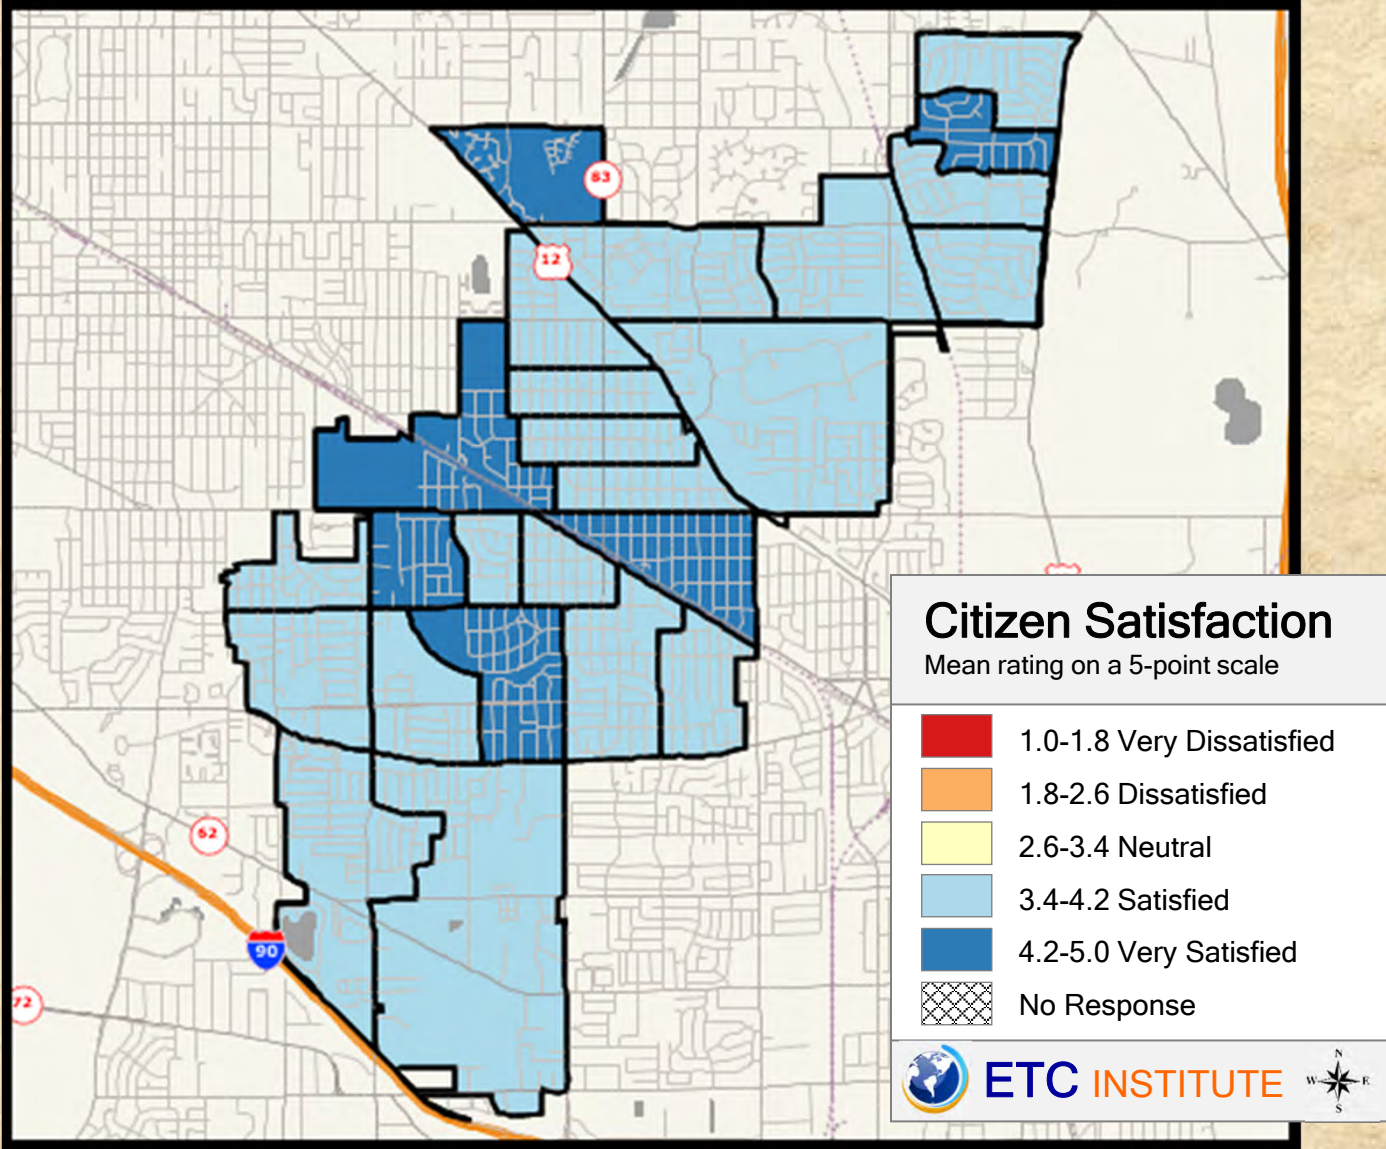 83
12
62
90
72
Citizen Satisfaction
Mean rating on a 5-point scale
1.0-1.8 Very Dissatisfied
1.8-2.6 Dissatisfied
2.6-3.4 Neutral
3.4-4.2 Satisfied
4.2-5.0 Very Satisfied
No Response
ETC INSTITUTE
N
W
E
S